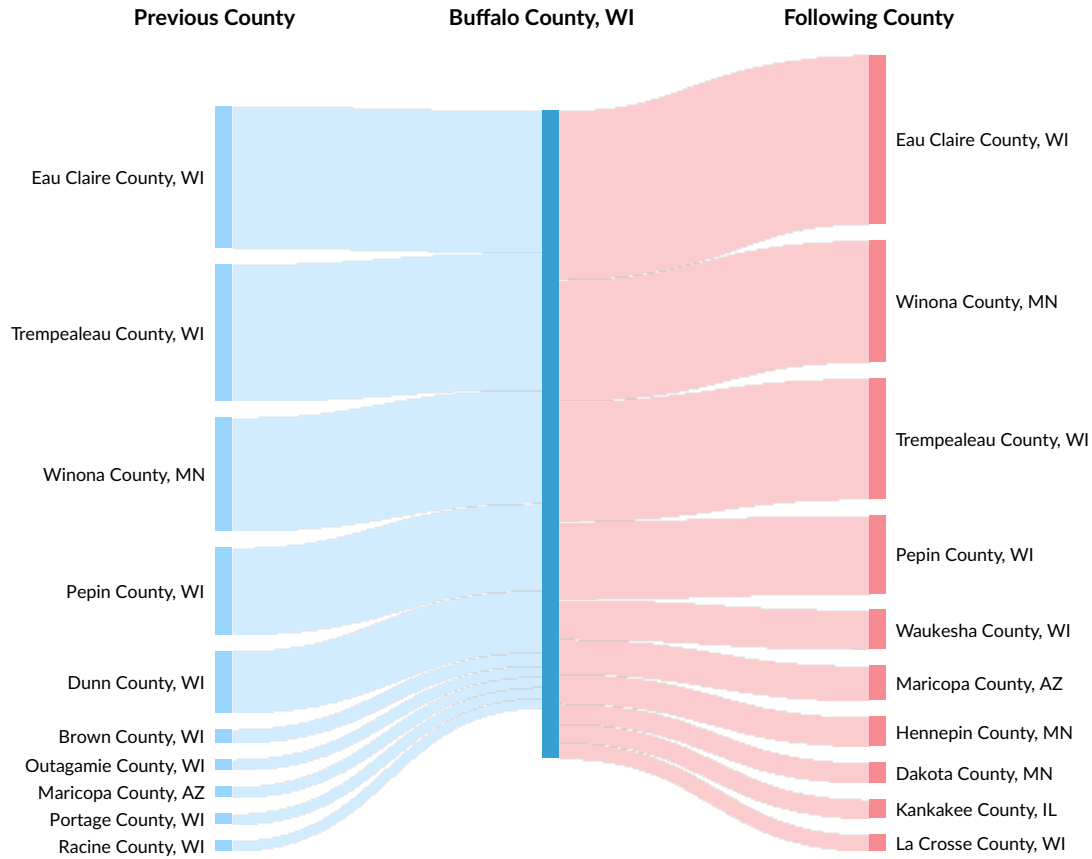 Previous County
Buffalo County, WI
Following County
Eau Claire County, WI
Trempealeau County, WI
Winona County, MN
Pepin County, WI
Dunn County, WI
Brown County, WI
Outagamie County, WI
Maricopa County, AZ
Portage County, WI
Racine County, WI
Eau Claire County, WI
Winona County, MN
Trempealeau County, WI
Pepin County, WI
Waukesha County, WI
Maricopa County, AZ
Hennepin County, MN
Dakota County, MN
Kankakee County, IL
La Crosse County, WI